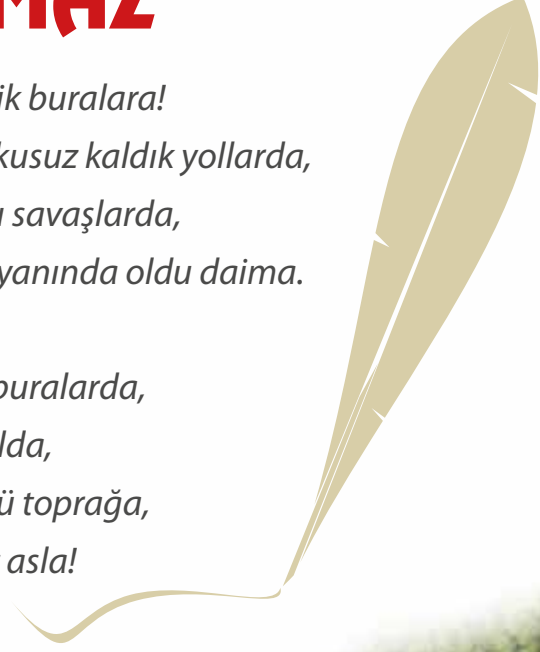 MAZ
ik buralara!
kusuz kaldık yollarda,
savaşlarda,
yanında oldu daima.
buralarda,
lda,
ü toprağa,
asla!